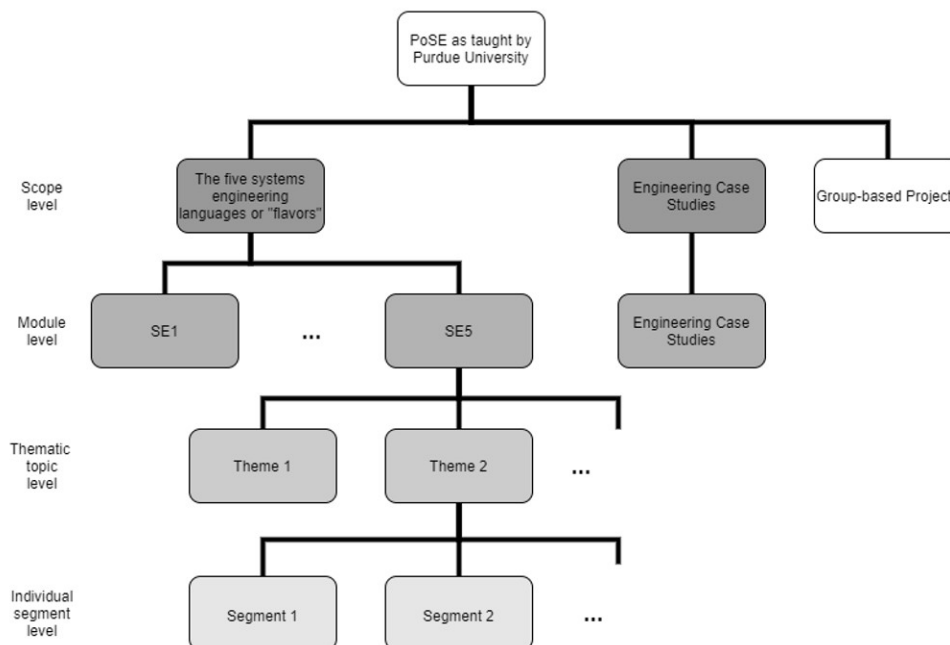 PoSE as taught by
Purdue University
Scope
level
The five systems
engineering
languages or "flavors"
Engineering Case
Studies
Group-based Project
Module
level
SE1
...
SE5
Engineering Case
Studies
Thematic
topic
level
Theme 1
Theme 2
...
Individual
segment
level
Segment 1
Segment 2
...